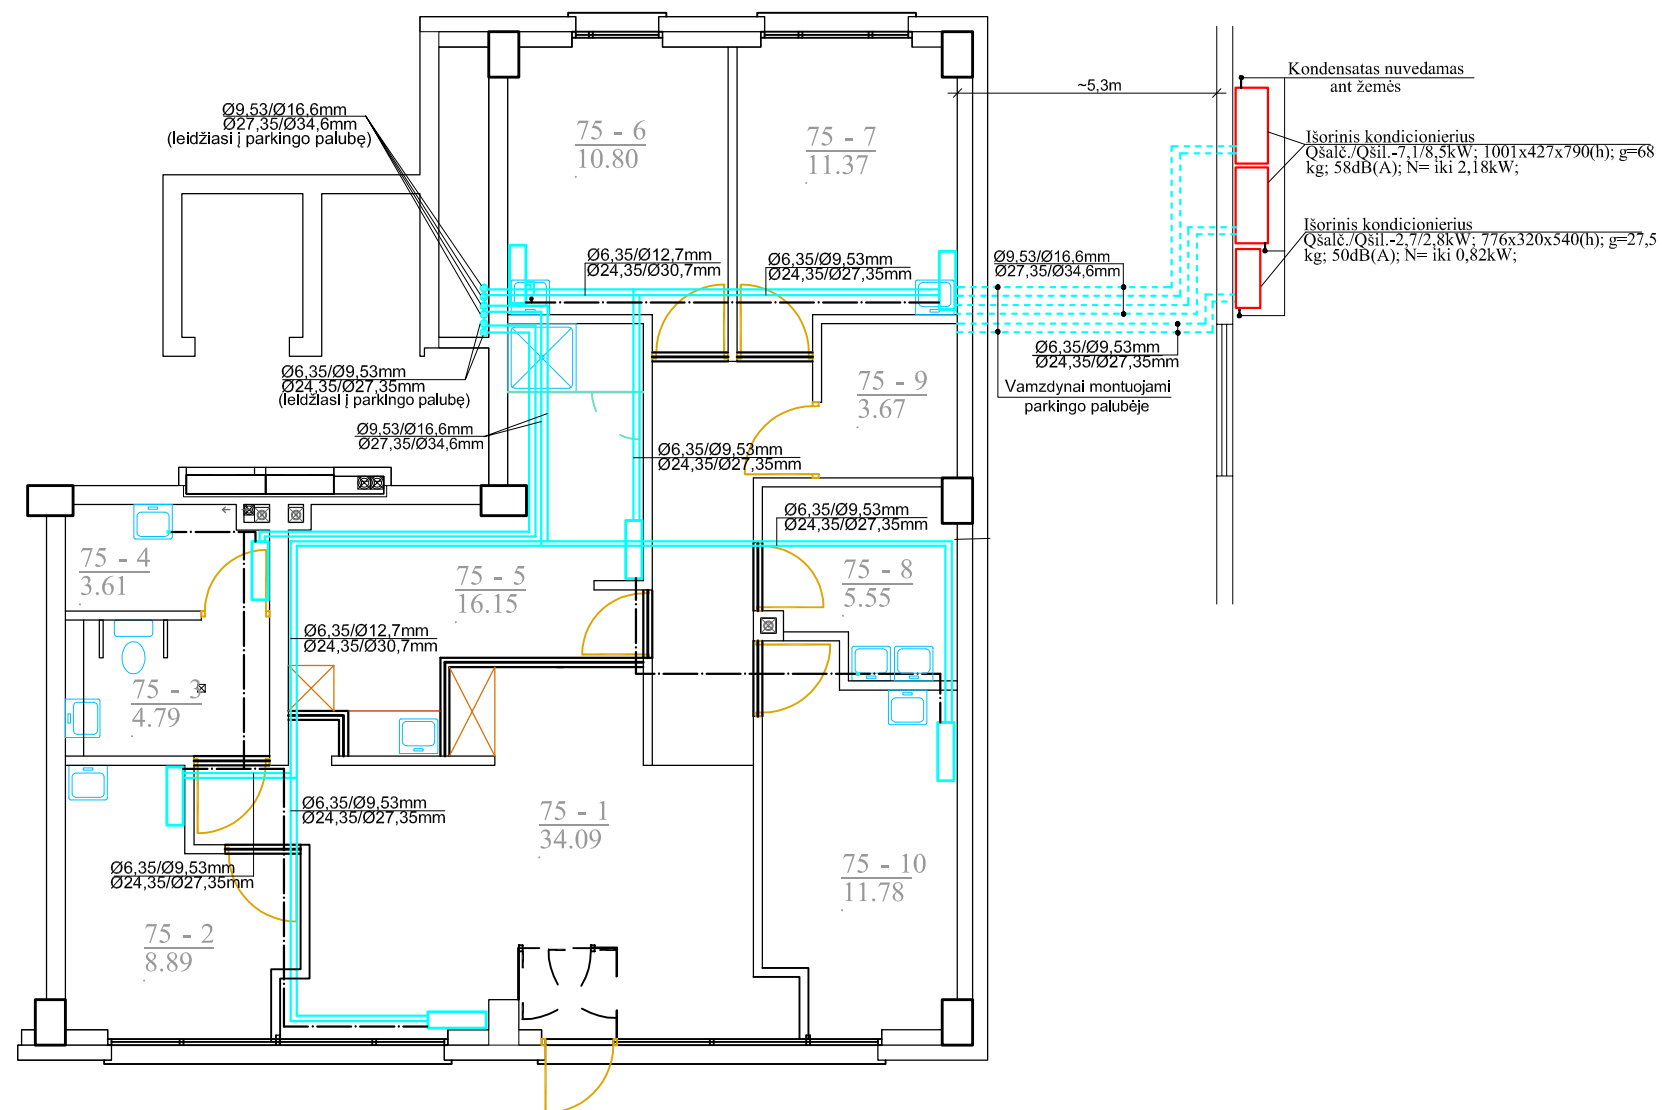 Kondensatas nuvedamas
ant žemės
~5,3m
Ø9,53/Ø16,6mm
Ø27,35/Ø34,6mm
(leidžiasi į parkingo palubę)
75 - 6
10.80
75 - 7
11.37
Išorinis kondicionierius
Qšalč./Qšil.-7,1/8,5kW; 1001x427x790(h); g=68
kg; 58dB(A); N= iki 2,18kW;
Išorinis kondicionierius
Qšalč./Qšil.-2,7/2,8kW; 776x320x540(h); g=27,5
kg; 50dB(A); N= iki 0,82kW;
Ø6,35/Ø12,7mm
Ø24,35/Ø30,7mm
Ø6,35/Ø9,53mm
Ø24,35/Ø27,35mm
Ø9,53/Ø16,6mm
Ø27,35/Ø34,6mm
Ø6,35/Ø9,53mm
Ø24,35/Ø27,35mm
Vamzdynai montuojami
parkingo palubėje
Ø6,35/Ø9,53mm
Ø24,35/Ø27,35mm
(leidžiasi į parkingo palubę)
75 - 9
3.67
Ø9,53/Ø16,6mm
Ø27,35/Ø34,6mm
Ø6,35/Ø9,53mm
Ø24,35/Ø27,35mm
Ø6,35/Ø9,53mm
Ø24,35/Ø27,35mm
75 - 4
3.61
75 - 5
16.15
75 - 8
5.55
Ø6,35/Ø12,7mm
Ø24,35/Ø30,7mm
75 - 3
4.79
Ø6,35/Ø9,53mm
Ø24,35/Ø27,35mm
75 - 1
34.09
Ø6,35/Ø9,53mm
Ø24,35/Ø27,35mm
75 - 10
11.78
75 - 2
8.89